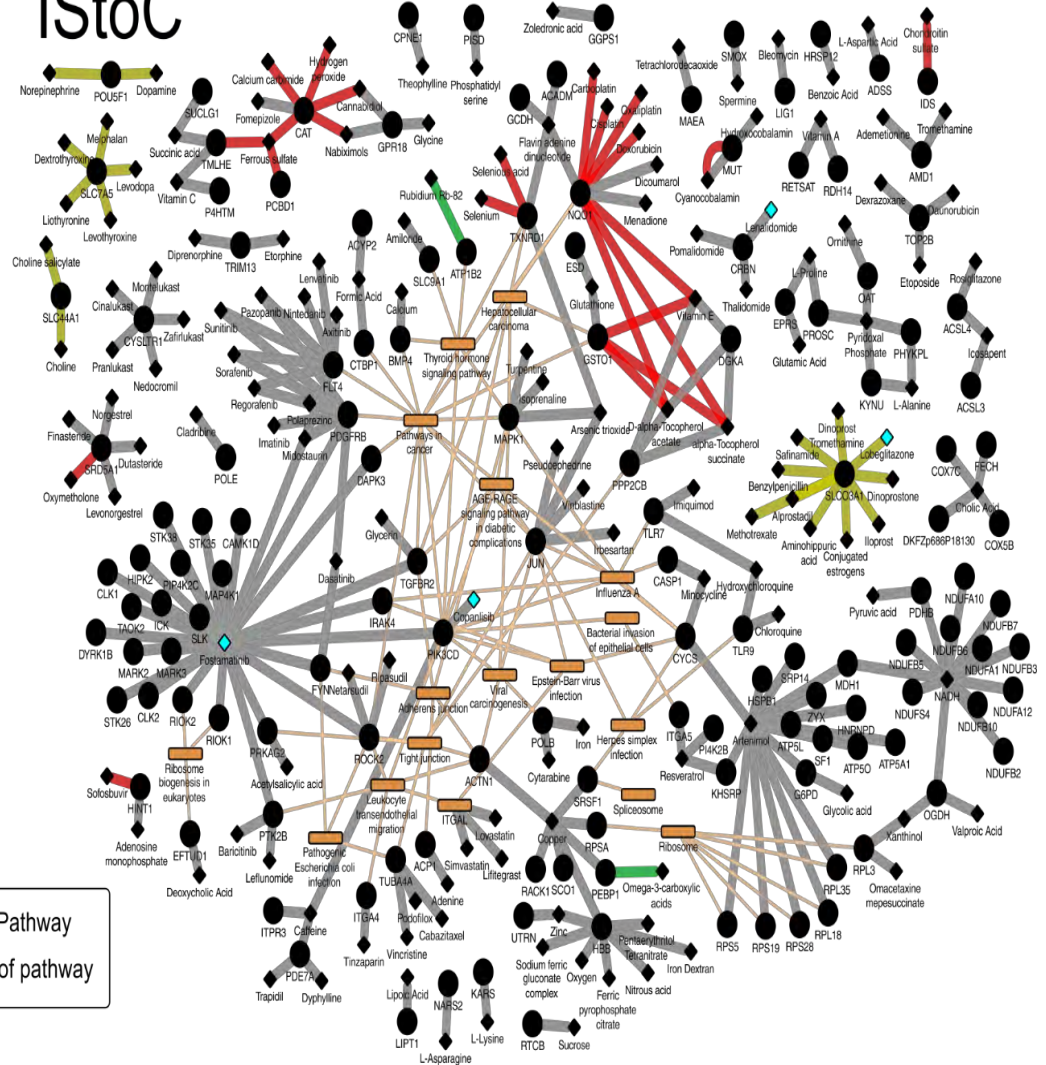 IStoC
Norepinephrine
POU5F1
Dopamine
SUCLG1
Calcium carbimide
Hydrogen
peroxide
Fomepizole
CAT
Cannabidiol
GPR18
Glycine
Nabiximols
Succinic acid
TMLHE
Ferrous sulfate
Vitamin C
P4HTM
PCBD1
CPNE1
Theophylline
PISD
Phosphatidyl
serine
Zoledronic acid
GGPS1
Tetrachlorodecaoxide
MAEA
SMOX
Spermine
Bleomycin
LIG1
HRSP12
Benzoic Acid
L-Aspartic Acid
ADSS
Chondroitin
sulfate
IDS
Melphalan
Dextrothyroxine
SLC7A5
Levodopa
Liothyronine
Levothyroxine
GCDH
ACADM
Flavin adenine
dinucleotide
Carboplatin
Cisplatin
Oxaliplatin
Doxorubicin
Dicoumarol
Menadione
NQO1
Selenious acid
Selenium
TXNRD1
Rubidium Rb-82
ATP1B2
Amiloride
SLC9A1
ACYP2
Formic Acid
CTBP1
Calcium
BMP4
Hydroxocobalamin
MUT
Cyanocobalamin
Vitamin A
RETSAT
RDH14
Ademetionine
Tromethamine
AMD1
Dexrazoxane
Daunorubicin
TOP2B
Etoposide
Lenalidomide
Pomalidomide
CRBN
Thalidomide
Ornithine
OAT
L-Proline
EPRS
PROSC
Glutamic Acid
Pyridoxal
Phosphate
PHYKPL
KYNU
L-Alanine
Rosiglitazone
ACSL4
Icosapent
ACSL3
Choline salicylate
SLC44A1
Choline
Diprenorphine
TRIM13
Etorphine
Montelukast
Cinalukast
CYSLTR1
Zafirlukast
Pranlukast
Nedocromil
Lenvatinib
Pazopanib
Nintedanib
Sunitinib
Axitinib
Sorafenib
FLT4
Regorafenib
Polaprezinc
PDGFRB
Imatinib
Midostaurin
ESD
Glutathione
GSTO1
Vitamin E
DGKA
D-alpha-Tocopherol
acetate
alpha-Tocopherol
succinate
PPP2CB
Hepatocellular
carcinoma
Thyroid hormone
signaling pathway
Turpentine
Isoprenaline
MAPK1
Arsenic trioxide
Pathways in
cancer
DAPK3
Pseudoephedrine
AGE-RAGE
signaling pathway
in diabetic
complications
Vinblastine
Irbesartan
JUN
Norgestrel
Finasteride
SRD5A1
Dutasteride
Oxymetholone
Levonorgestrel
Cladribine
POLE
Dinoprost
Tromethamine
Lobeglitazone
Safinamide
Benzylpenicillin
SLCO3A1
Dinoprostone
Methotrexate
Alprostadil
Iloprost
Aminohippuric
acid
Conjugated
estrogens
COX7C
FECH
Cholic Acid
DKFZp686P18130
COX5B
Imiquimod
TLR7
Hydroxychloroquine
Chloroquine
TLR9
CASP1
Minocycline
CYCS
Influenza A
Bacterial invasion
of epithelial cells
Epstein-Barr virus
infection
Viral
carcinogenesis
Herpes simplex
infection
Glycerin
TGFBR2
Dasatinib
IRAK4
Copanlisib
PIK3CD
STK38
STK35
CAMK1D
HIPK2
PIP4K2C
MAP4K1
CLK1
TAOK2
ICK
SLK
DYRK1B
Fostamatinib
MARK2
MARK3
STK26
CLK2
RIOK2
RIOK1
FYN
Netarsudil
Ripasudil
Adherens junction
PRKAG2
Acetylsalicylic acid
ROCK2
Tight junction
ACTN1
Leukocyte
transendothelial
migration
ITGAL
Lovastatin
Simvastatin
Lifitegrast
POLB
Iron
Cytarabine
ITGA5
PI4K2B
Resveratrol
KHSRP
SRSF1
Spliceosome
Ribosome
biogenesis in
eukaryotes
Sofosbuvir
HINT1
Adenosine
monophosphate
EFTUD1
Deoxycholic Acid
PTK2B
Baricitinib
Leflunomide
Pathogenic
Escherichia coli
infection
TUBA4A
ACP1
Adenine
Podofilox
Cabazitaxel
Vincristine
ITGA4
Tinzaparin
ITPR3
Caffeine
PDE7A
Trapidil
Dyphylline
Copper
RPSA
RACK1
SCO1
PEBP1
Omega-3-carboxylic
acids
Ribosome
RPS5
RPS19
RPS28
RPL18
RPL35
RPL3
Omacetaxine
mepesuccinate
Xanthinol
OGDH
Valproic Acid
Pyruvic acid
PDHB
NDUFA10
NDUFB7
NDUFB6
NDUFB5
NDUFA1
NDUFB3
NADH
NDUFS4
NDUFA12
NDUFB10
NDUFB2
MDH1
SRP14
HSPB1
ZYX
HNRNPD
Artenimol
ATP5L
SF1
ATP5O
ATP5A1
G6PD
Glycolic acid
UTRN
Zinc
HBB
Pentaerythritol
Tetranitrate
Sodium ferric
gluconate
complex
Oxygen
Ferric
pyrophosphate
citrate
Nitrous acid
Iron Dextran
Lipoic Acid
LIPT1
NARS2
L-Asparagine
KARS
L-Lysine
RTCB
Sucrose
Pathway
of pathway